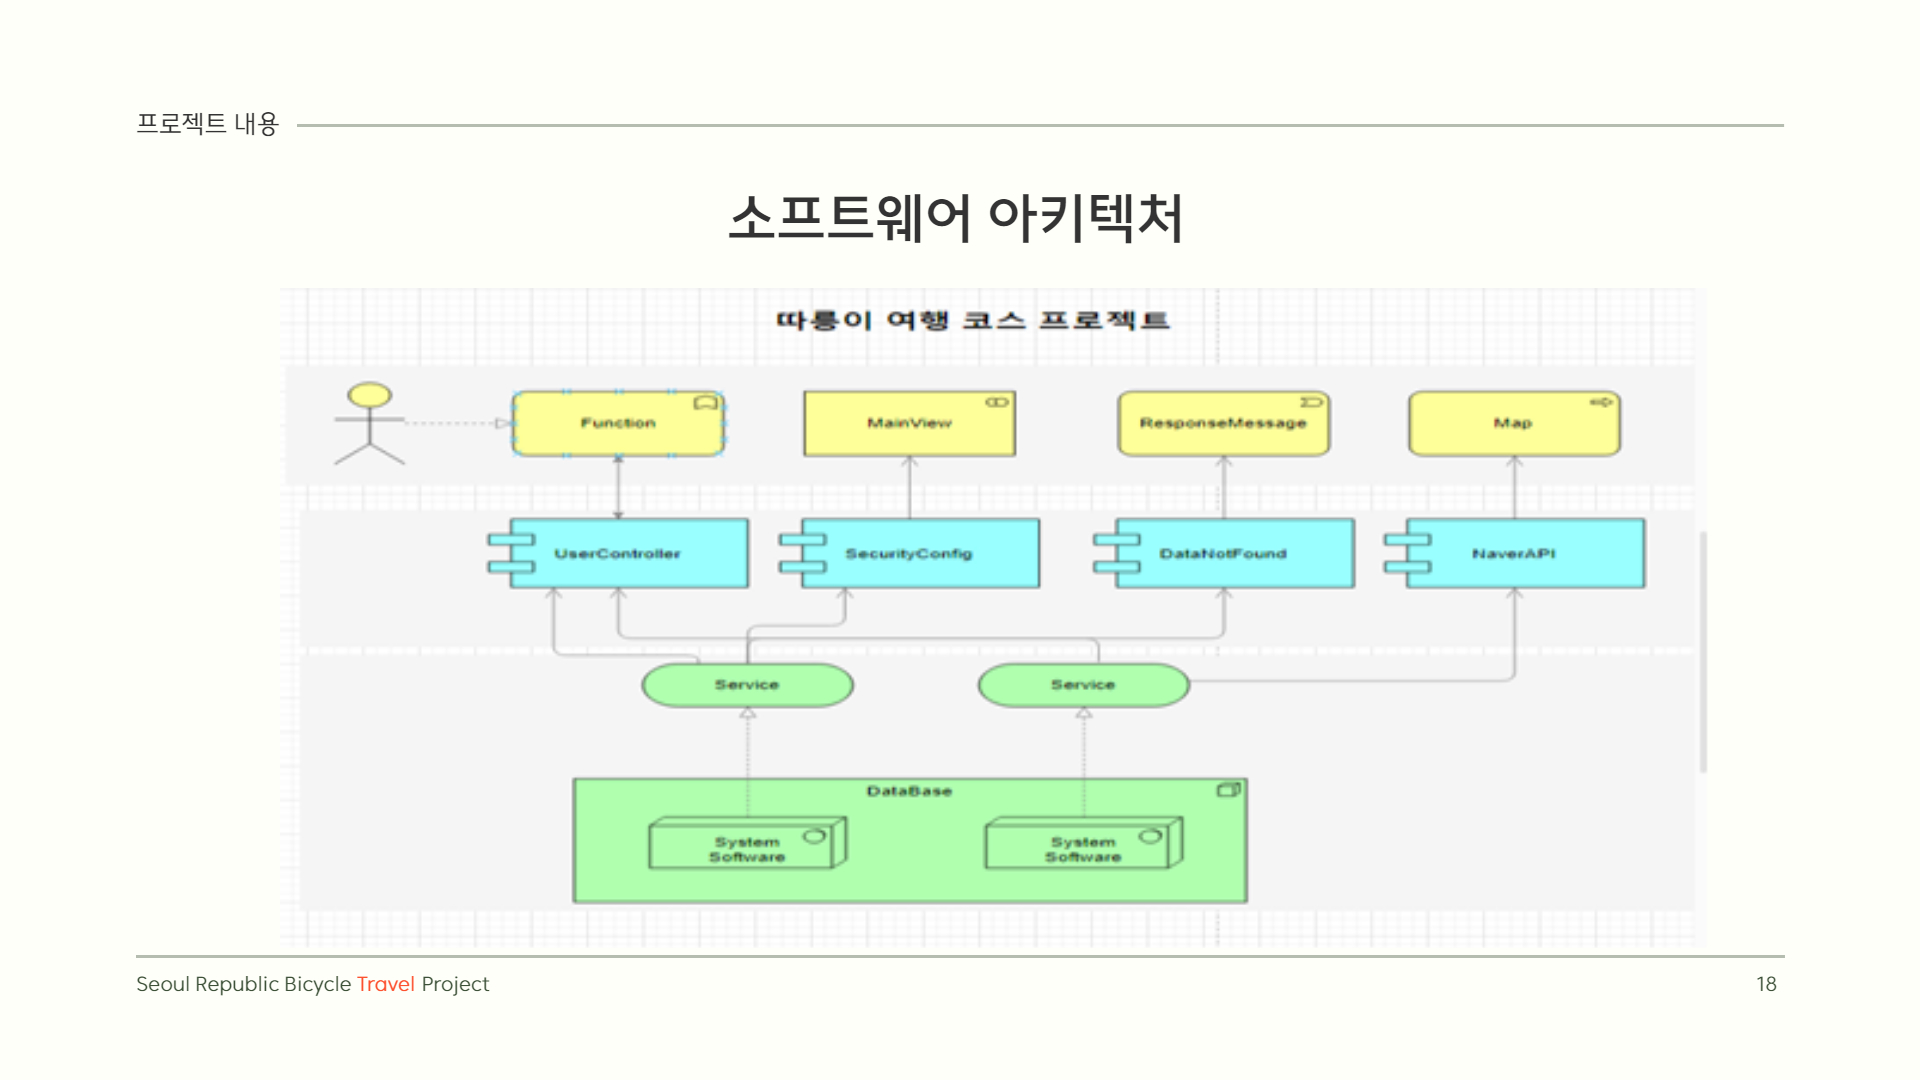 프로젝트 내용
소프트웨어 아키텍처
따릉이 여행 코스 프로젝트
Function
MainView
ResponseMessage
Map
UserController
SecurityConfig
DataNotFound
NaverAPI
Service
Service
DataBase
System
Software
System
Software
Seoul Republic Bicycle Travel Project
18